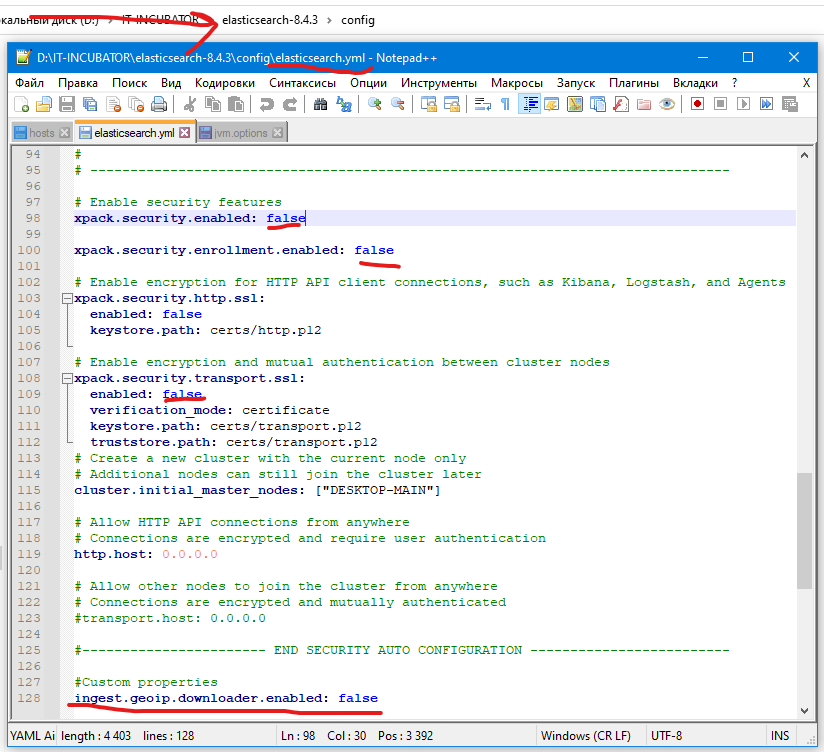 окальный диск (D:) > IT-INCUBATOR > elasticsearch-8.4.3 > config
D:\IT-INCUBATOR\elasticsearch-8.4.3\config\elasticsearch.yml - Notepad++
Файл Правка Поиск Вид Кодировки Синтаксисы Опции Инструменты Макросы Запуск Плагины Вкладки ? X
hosts elasticsearch.yml jvm.options
94 #
95 # --------------------------------------------------------------------------------
96
97 # Enable security features
98 xpack.security.enabled: false
99
100 xpack.security.enrollment.enabled: false
101
102 # Enable encryption for HTTP API client connections, such as Kibana, Logstash, and Agents
103 xpack.security.http.ssl:
104   enabled: false
105   keystore.path: certs/http.p12
106
107 # Enable encryption and mutual authentication between cluster nodes
108 xpack.security.transport.ssl:
109   enabled: false
110   verification_mode: certificate
111   keystore.path: certs/transport.p12
112   truststore.path: certs/transport.p12
113 # Create a new cluster with the current node only
114 # Additional nodes can still join the cluster later
115 cluster.initial_master_nodes: ["DESKTOP-MAIN"]
116
117 # Allow HTTP API connections from anywhere
118 # Connections are encrypted and require user authentication
119 http.host: 0.0.0.0
120
121 # Allow other nodes to join the cluster from anywhere
122 # Connections are encrypted and mutually authenticated
123 #transport.host: 0.0.0.0
124
125 #----------------------- END SECURITY AUTO CONFIGURATION -------------------------
126
127 #Custom properties
128 ingest.geoip.downloader.enabled: false
YAML Ai length : 4 403 lines : 128 Ln : 98 Col : 30 Pos : 3 392 Windows (CR LF) UTF-8 INS